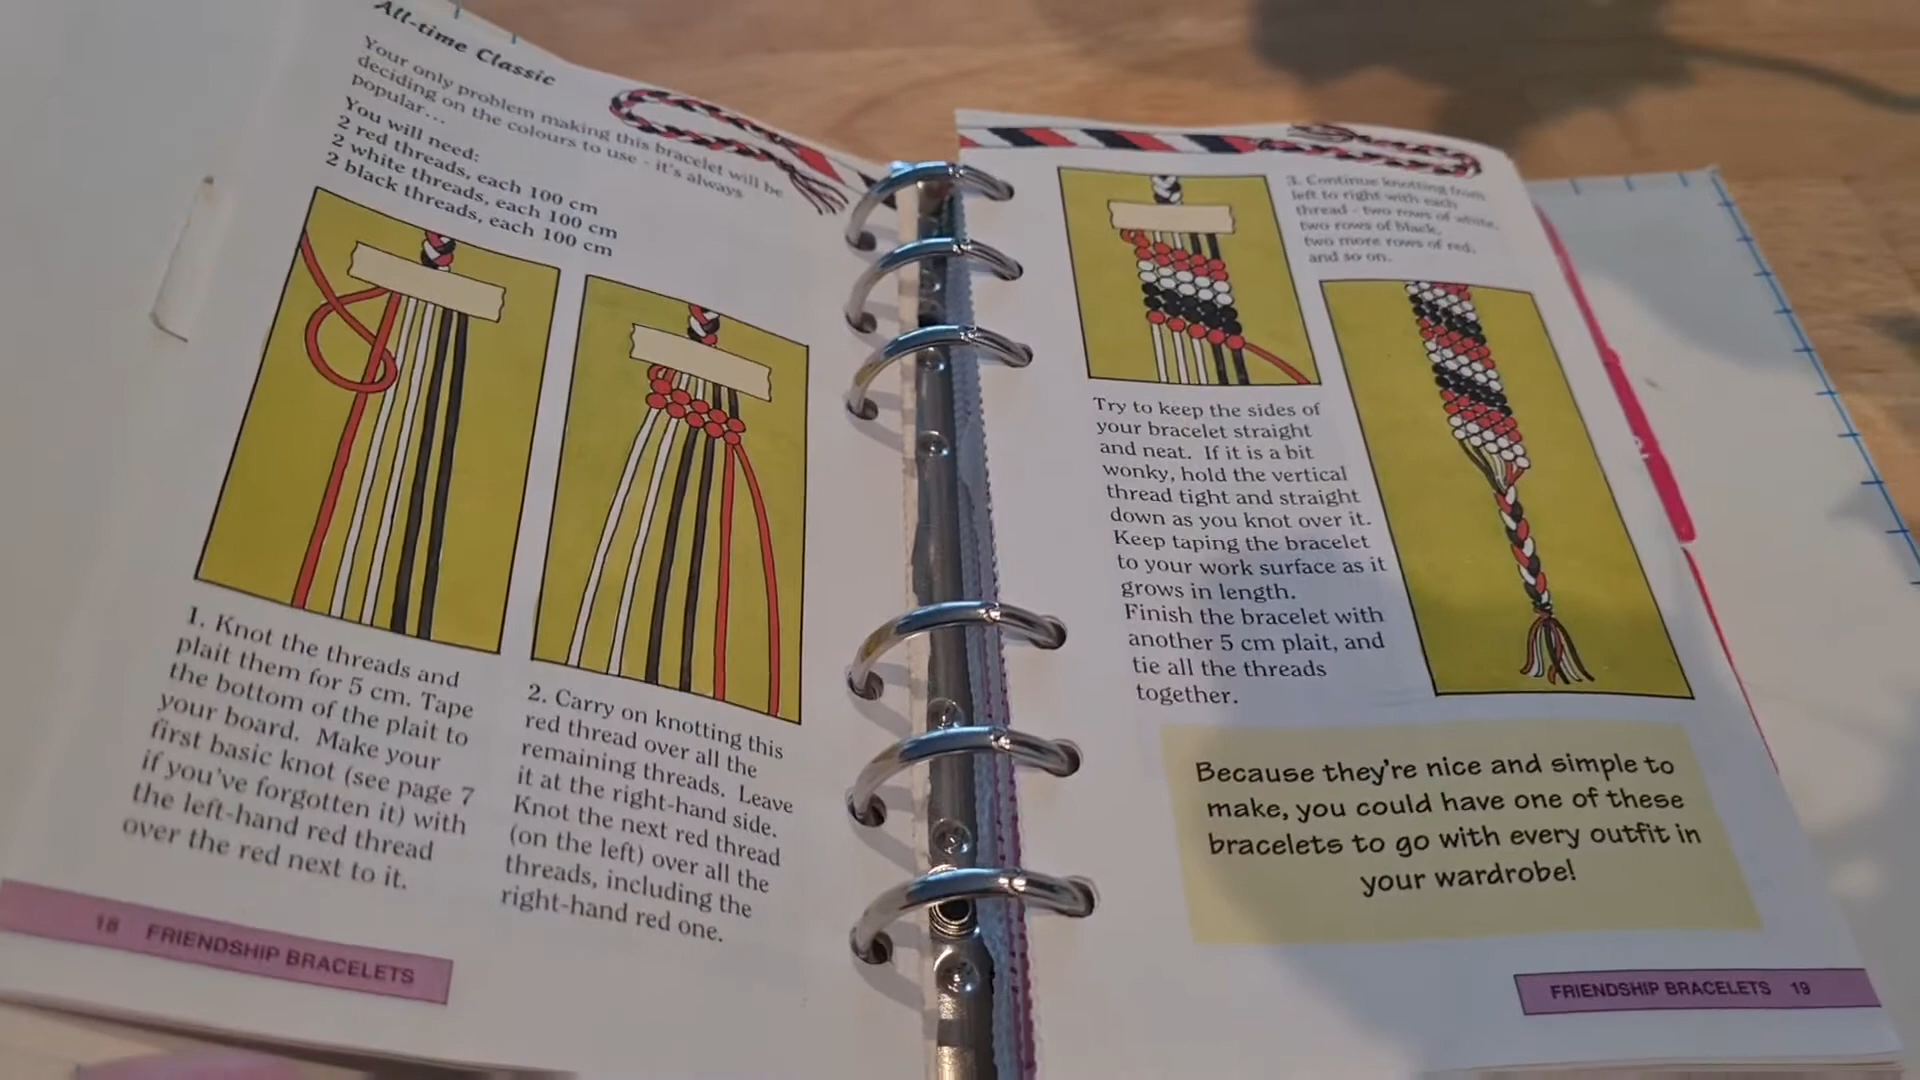 All-time Classic
Your only problem making this bracelet will be
deciding on the colours to use - it's always
popular...
You will need:
2 red threads, each 100 cm
2 white threads, each 100 cm
2 black threads, each 100 cm
1. Knot the threads and
plait them for 5 cm. Tape
the bottom of the plait to
your board. Make your
first basic knot (see page 7
if you've forgotten it) with
the left-hand red thread
over the red next to it.
2. Carry on knotting this
red thread over all the
remaining threads. Leave
it at the right-hand side.
Knot the next red thread
(on the left) over all the
threads, including the
right-hand red one.
18 FRIENDSHIP BRACELETS
3. Continue knotting from
left to right with each
thread - two rows of white,
two rows of black,
two more rows of red,
and so on.
Try to keep the sides of
your bracelet straight
and neat. If it is a bit
wonky, hold the vertical
thread tight and straight
down as you knot over it.
Keep taping the bracelet
to your work surface as it
grows in length.
Finish the bracelet with
another 5 cm plait, and
tie all the threads
together.
Because they're nice and simple to
make, you could have one of these
bracelets to go with every outfit in
your wardrobe!
FRIENDSHIP BRACELETS 19